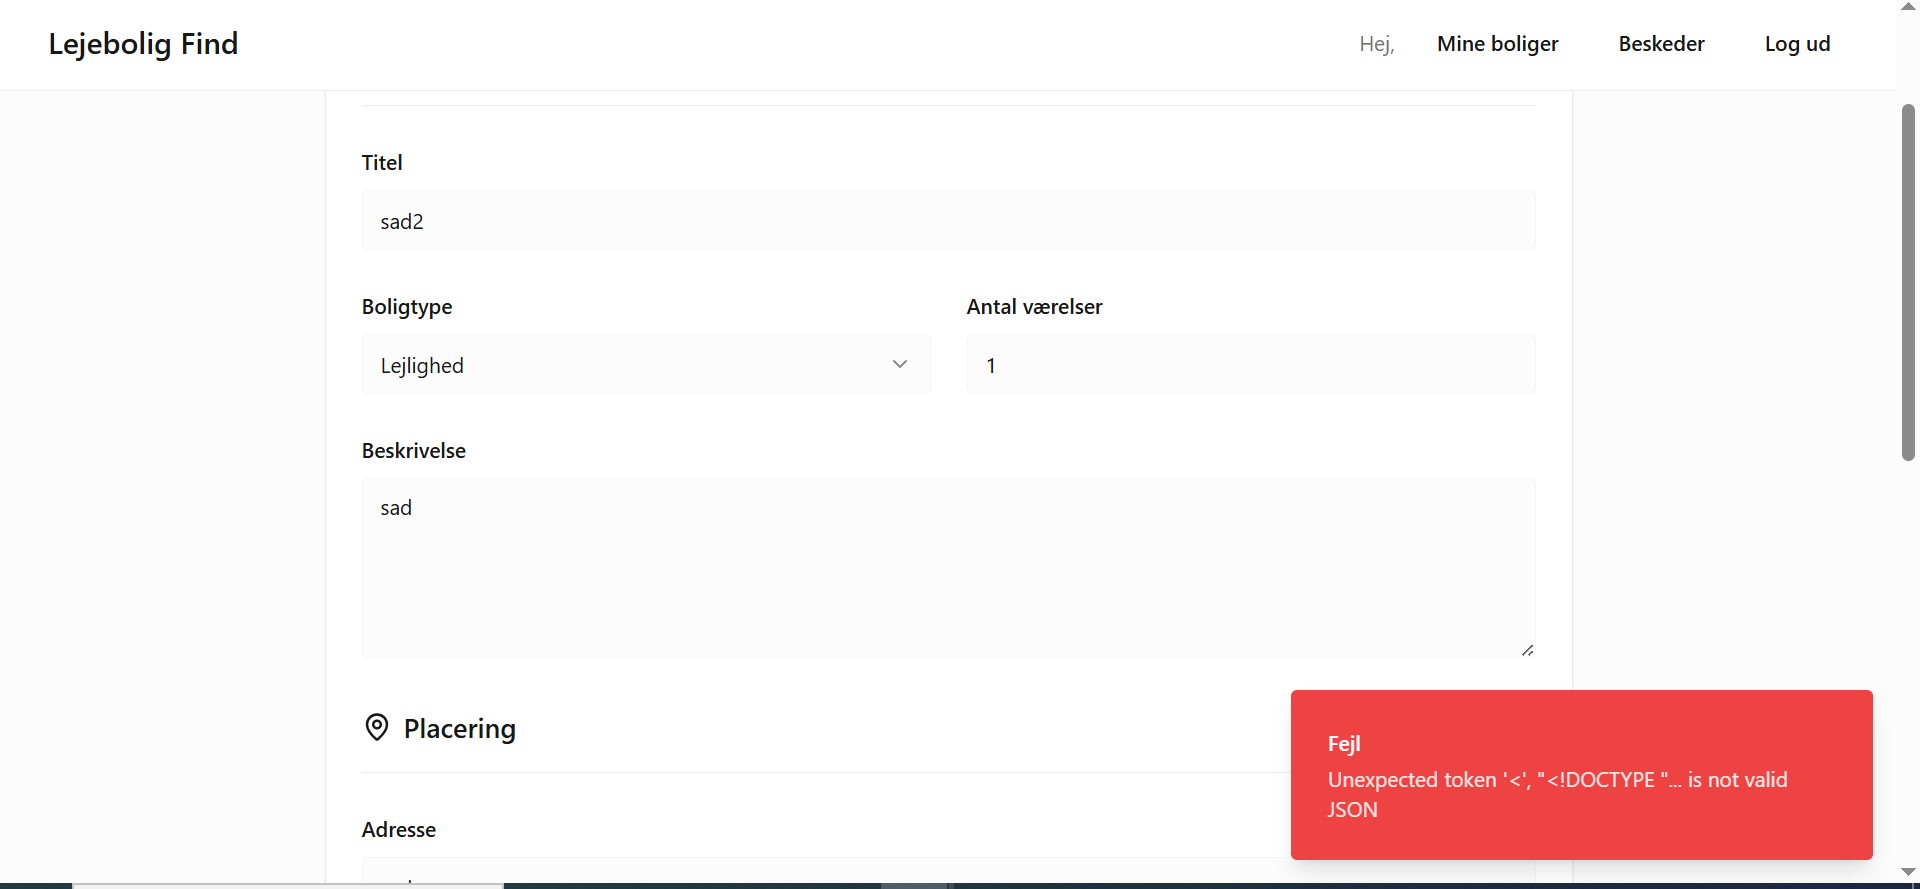 Lejebolig Find
Hej,
Mine boliger
Beskeder
Log ud
Titel
sad2
Boligtype
Antal værelser
Lejlighed
1
Beskrivelse
sad
Placering
Adresse
Fejl
Unexpected token '<', "<!DOCTYPE "... is not valid
JSON